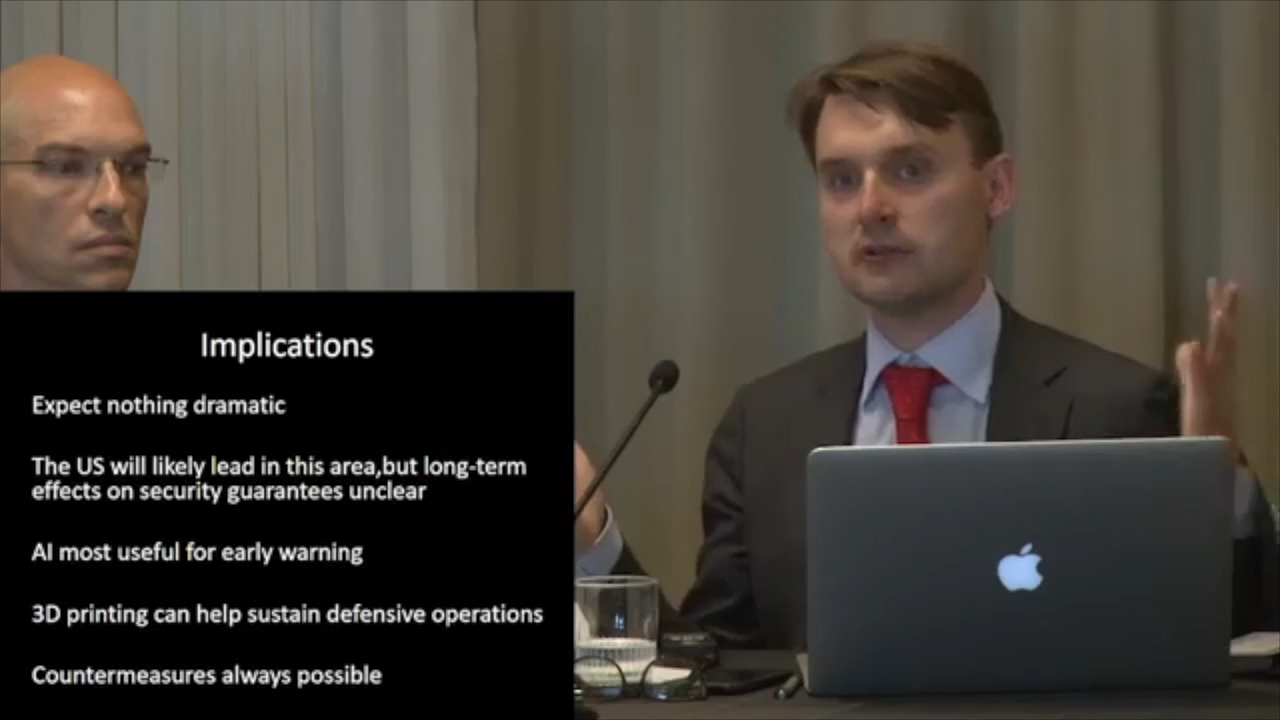 Implications
Expect nothing dramatic
The US will likely lead in this area,but long-term
effects on security guarantees unclear
AI most useful for early warning
3D printing can help sustain defensive operations
Countermeasures always possible